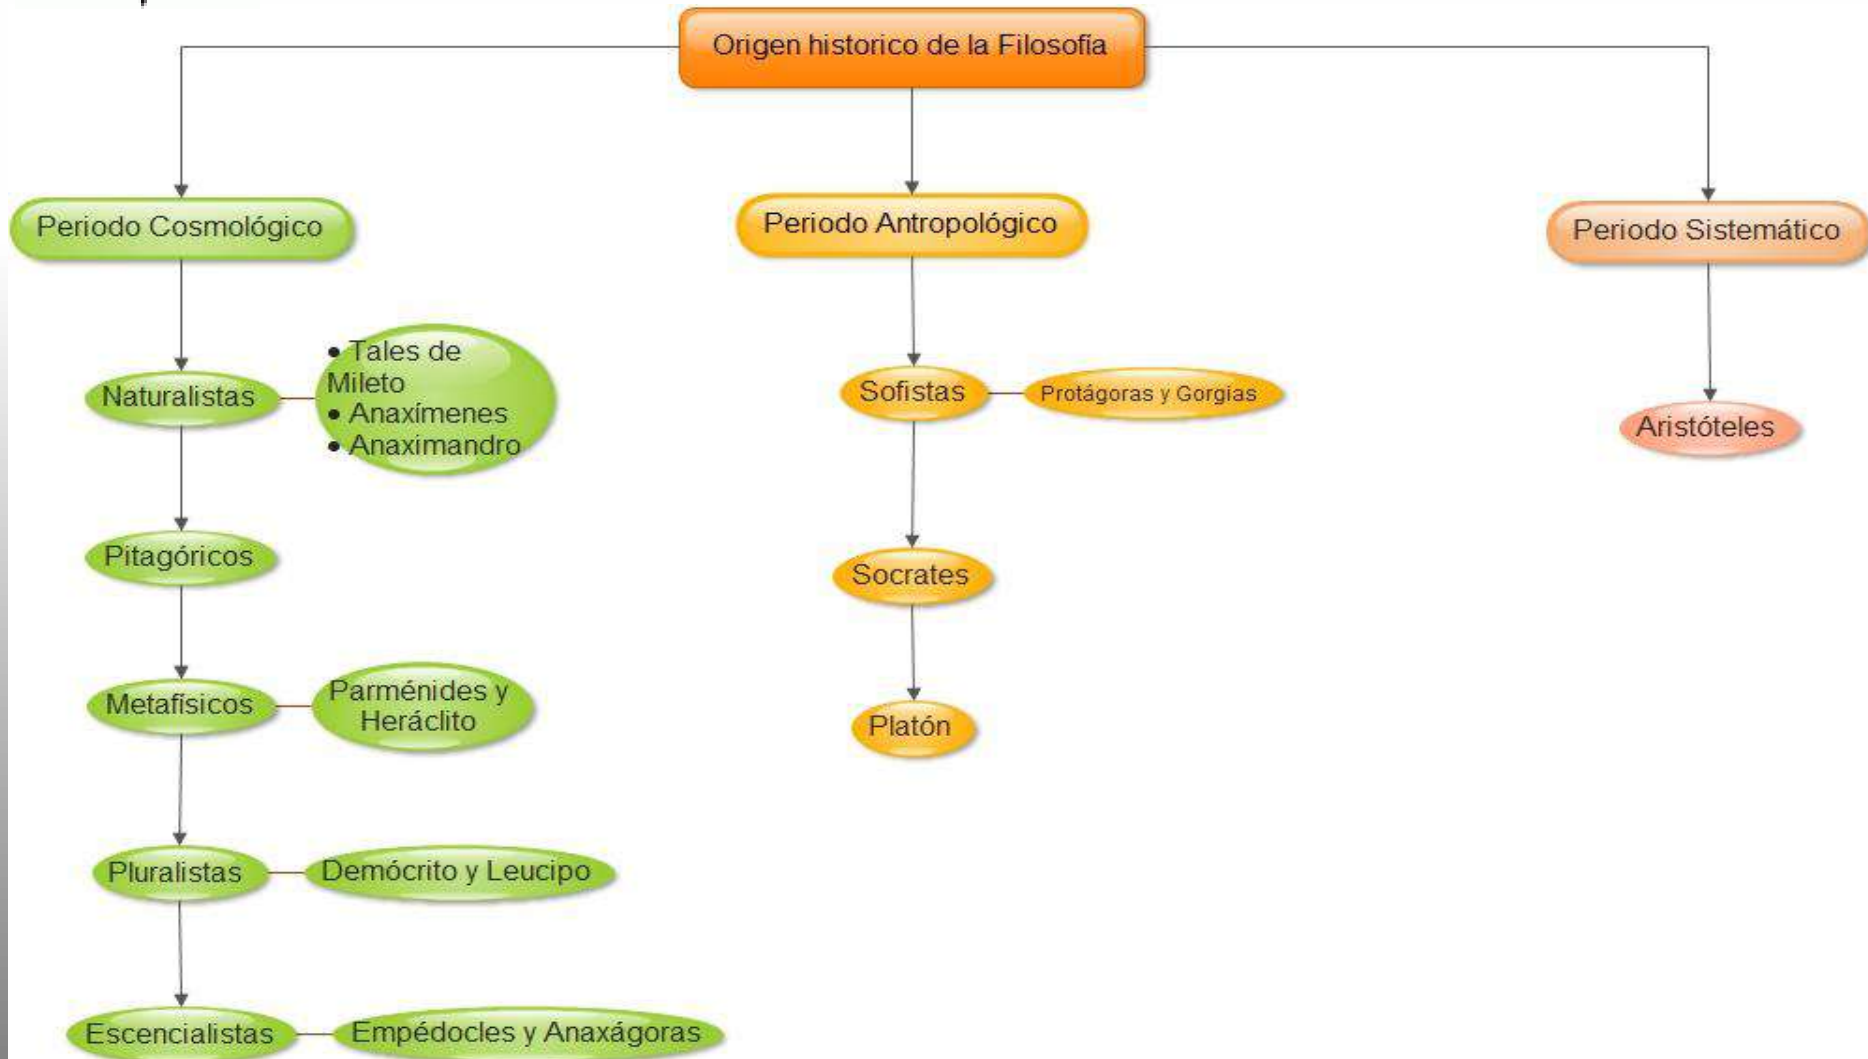 Origen historico de la Filosofía
Periodo Cosmológico
Naturalistas
• Tales de
Mileto
• Anaxímenes
• Anaximandro
Pitagóricos
Metafísicos
Parménides y
Heráclito
Pluralistas
Demócrito y Leucipo
Escencialistas
Empédocles y Anaxágoras
Periodo Antropológico
Sofistas
Protágoras y Gorgias
Socrates
Platón
Periodo Sistemático
Aristóteles